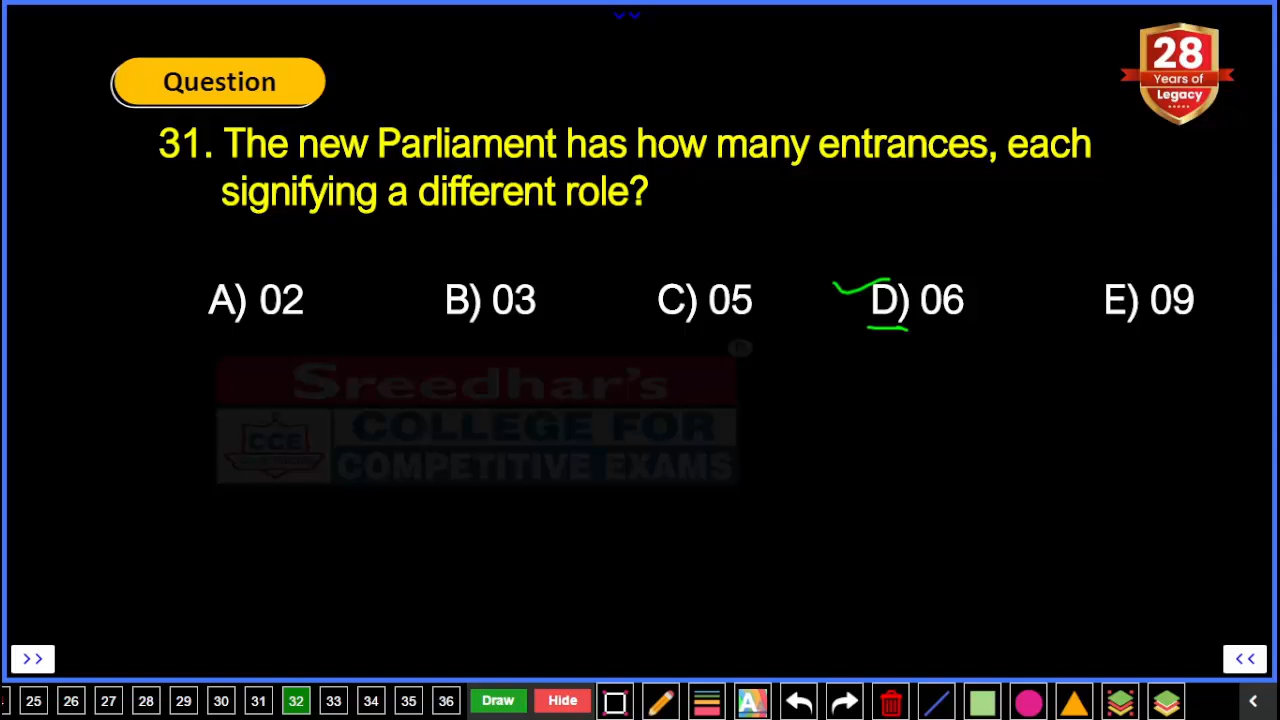 28
Years of
Legacy
Question
31. The new Parliament has how many entrances, each
signifying a different role?
A) 02 B) 03 C) 05 D) 06 E) 09
®
Sreedhar's
CCE
COLLEGE FOR
COMPETITIVE EXAMS
>> <<
25 26 27 28 29 30 31 32 33 34 35 36 Draw Hide A